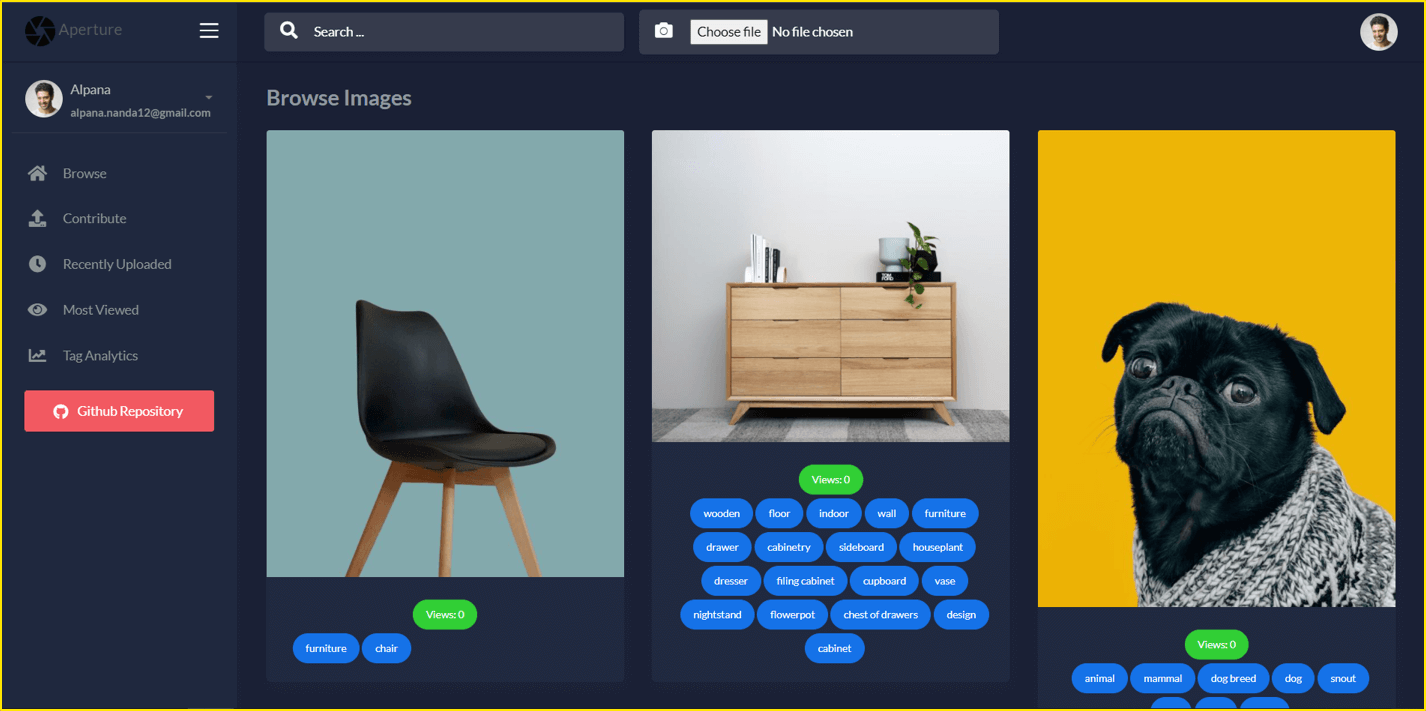 Aperture
Search ...
Choose file No file chosen
Alpana
alpana.nanda12@gmail.com
Browse
Contribute
Recently Uploaded
Most Viewed
Tag Analytics
Github Repository
Browse Images
Views: 0
furniture chair
TOM FORD
Views: 0
wooden floor indoor wall furniture
drawer cabinetry sideboard houseplant
dresser filing cabinet cupboard vase
nightstand flowerpot chest of drawers design
cabinet
Views: 0
animal mammal dog breed dog snout